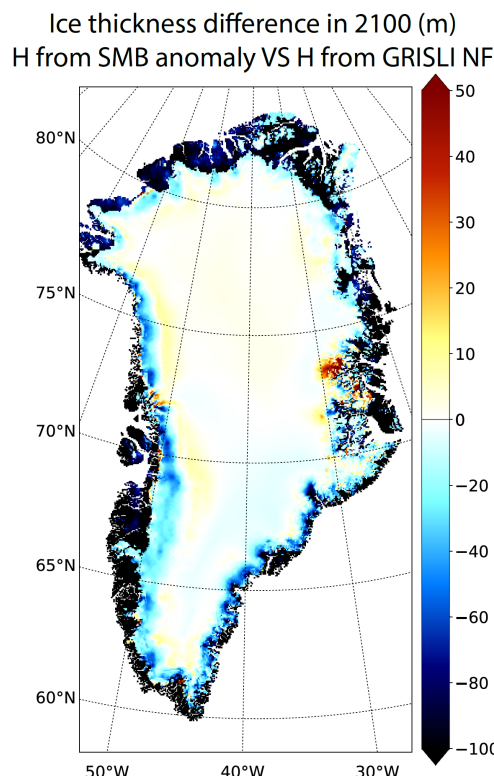 Ice thickness difference in 2100 (m)
H from SMB anomaly VS H from GRISLI NF
80°N
75°N
70°N
65°N
60°N
50°W
40°W
30°W
50
40
30
20
10
0
−20
−40
−60
−80
−100